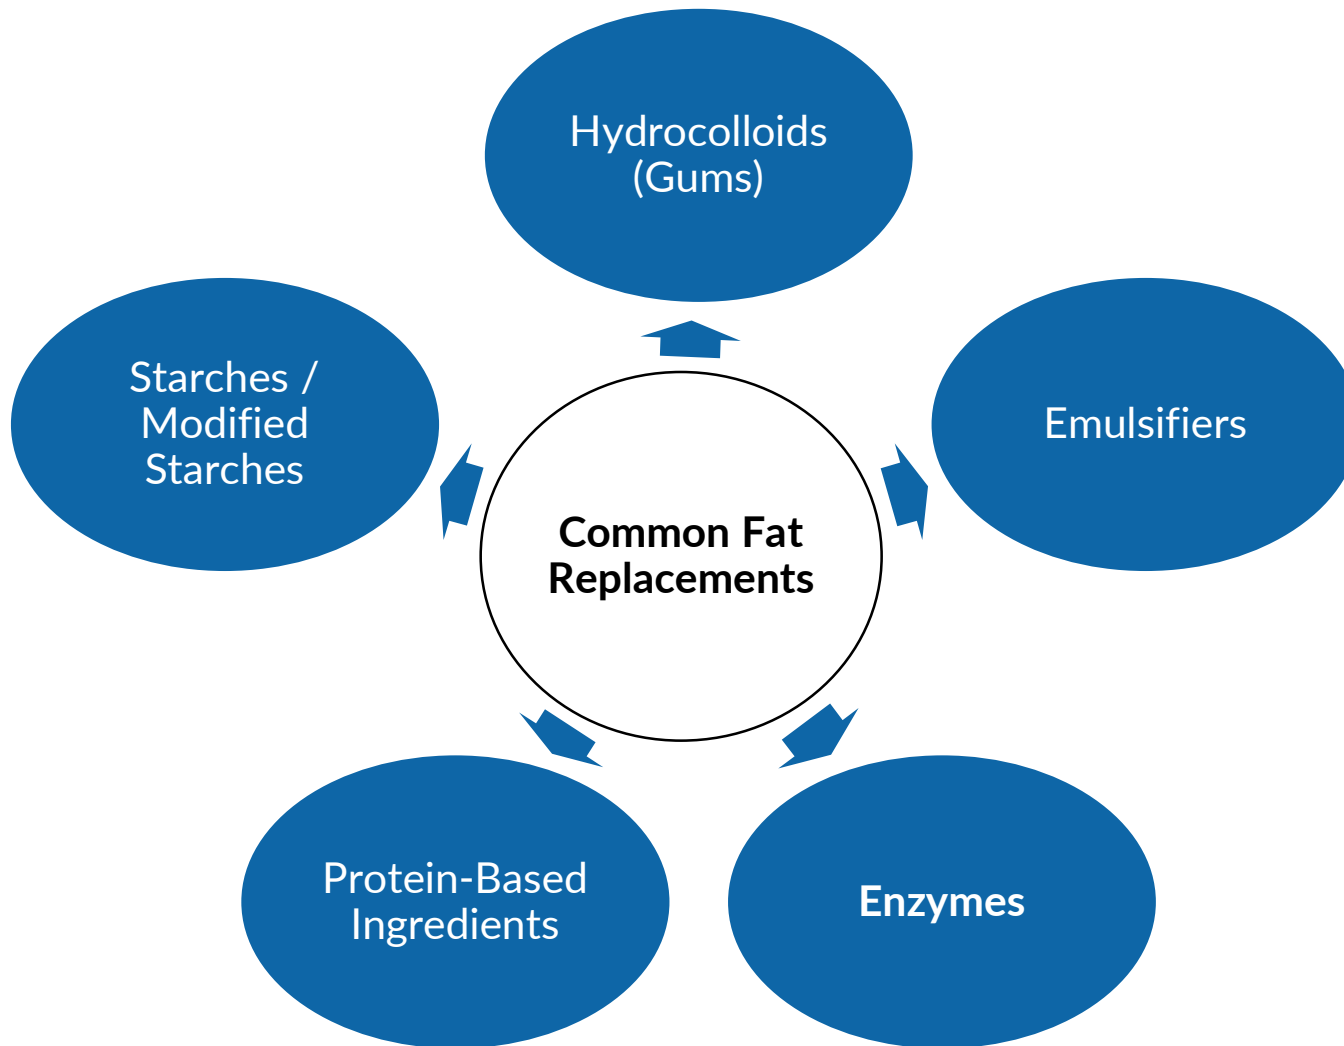 Hydrocolloids
(Gums)
Starches /
Modified
Starches
Emulsifiers
Common Fat
Replacements
Protein-Based
Ingredients
Enzymes